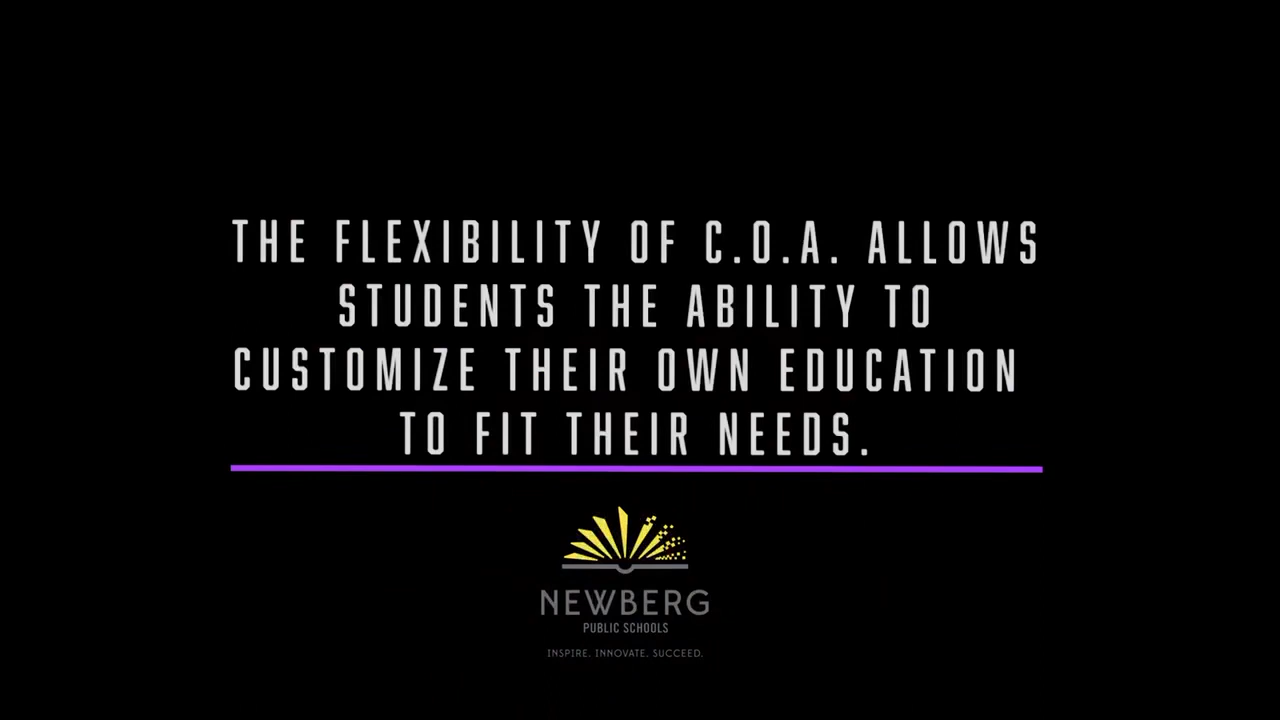 THE FLEXIBILITY OF C.O.A. ALLOWS
STUDENTS THE ABILITY TO
CUSTOMIZE THEIR OWN EDUCATION
TO FIT THEIR NEEDS.
NEWBERG
PUBLIC SCHOOLS
INSPIRE. INNOVATE. SUCCEED.